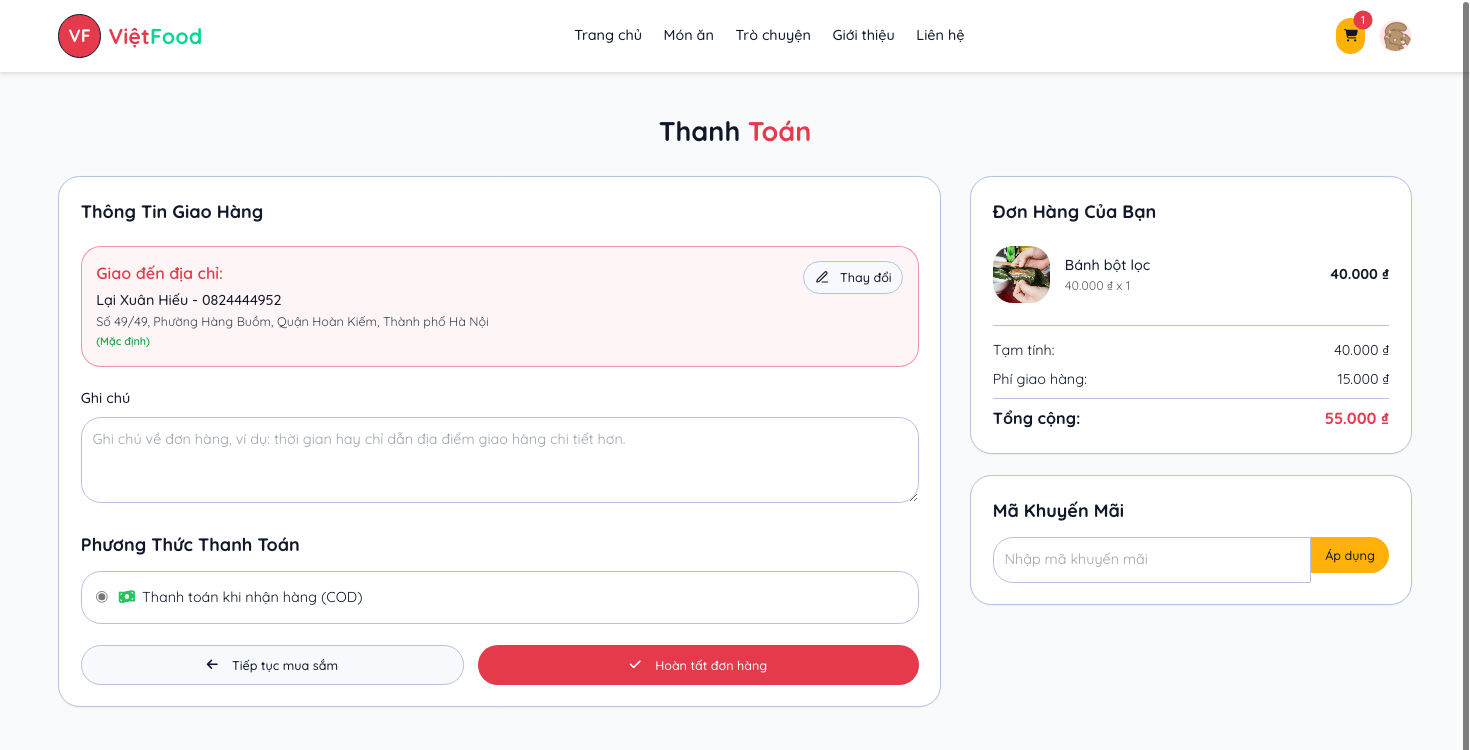 VF ViệtFood
Trang chủ Món ăn Trò chuyện Giới thiệu Liên hệ
1
Thanh Toán
Thông Tin Giao Hàng
Giao đến địa chỉ:
Thay đổi
Lại Xuân Hiếu - 0824444952
Số 49/49, Phường Hàng Buồm, Quận Hoàn Kiếm, Thành phố Hà Nội
(Mặc định)
Ghi chú
Ghi chú về đơn hàng, ví dụ: thời gian hay chỉ dẫn địa điểm giao hàng chi tiết hơn.
Phương Thức Thanh Toán
Thanh toán khi nhận hàng (COD)
Tiếp tục mua sắm
Hoàn tất đơn hàng
Đơn Hàng Của Bạn
Bánh bột lọc
40.000 ₫ x 1
40.000 ₫
Tạm tính: 40.000 ₫
Phí giao hàng: 15.000 ₫
Tổng cộng: 55.000 ₫
Mã Khuyến Mãi
Nhập mã khuyến mãi
Áp dụng